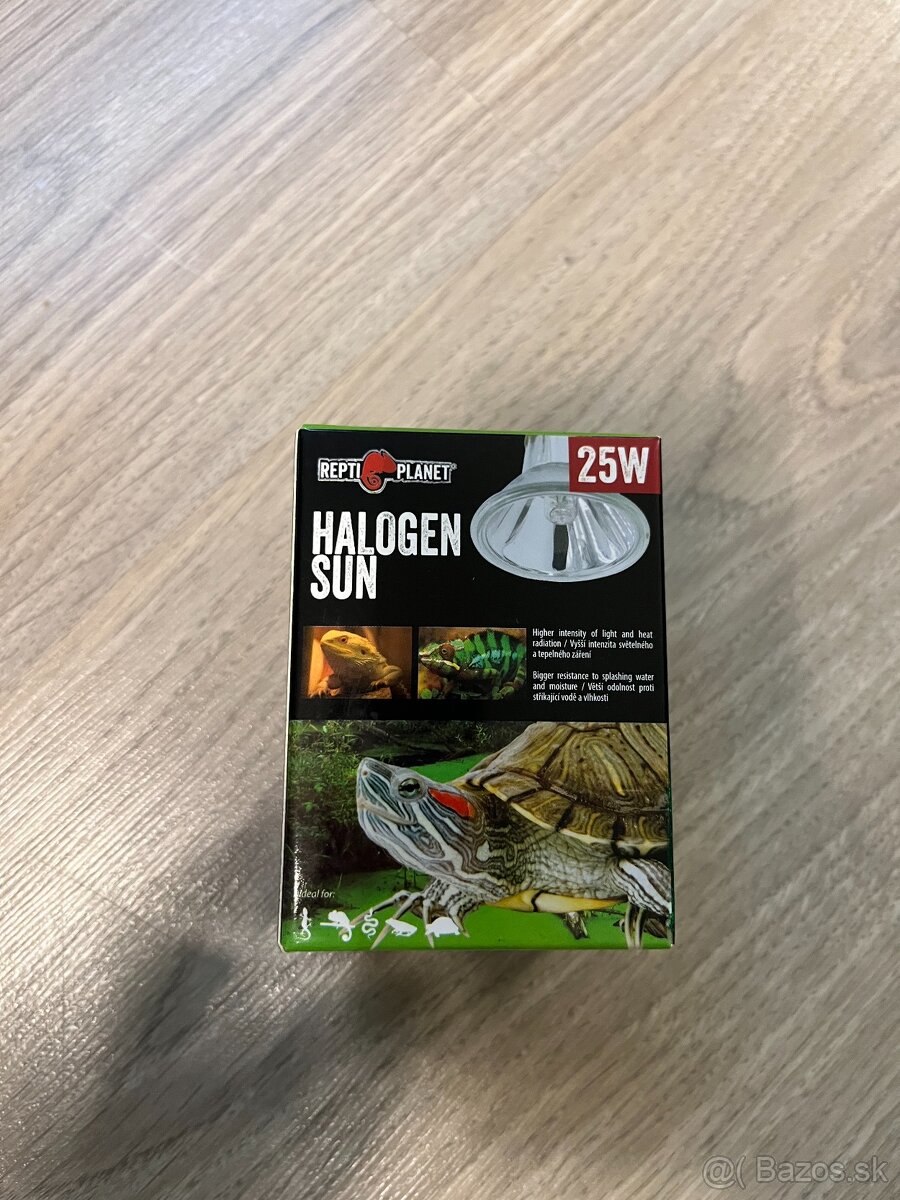 REPTI PLANET®
25W
HALOGEN
SUN
Higher intensity of light and heat
radiation / Vyšší intenzita světelného
a tepelného záření
Bigger resistance to splashing water
and moisture / Větší odolnost proti
stříkající vodě a vlhkosti
Ideal for:
@( Bazos.sk